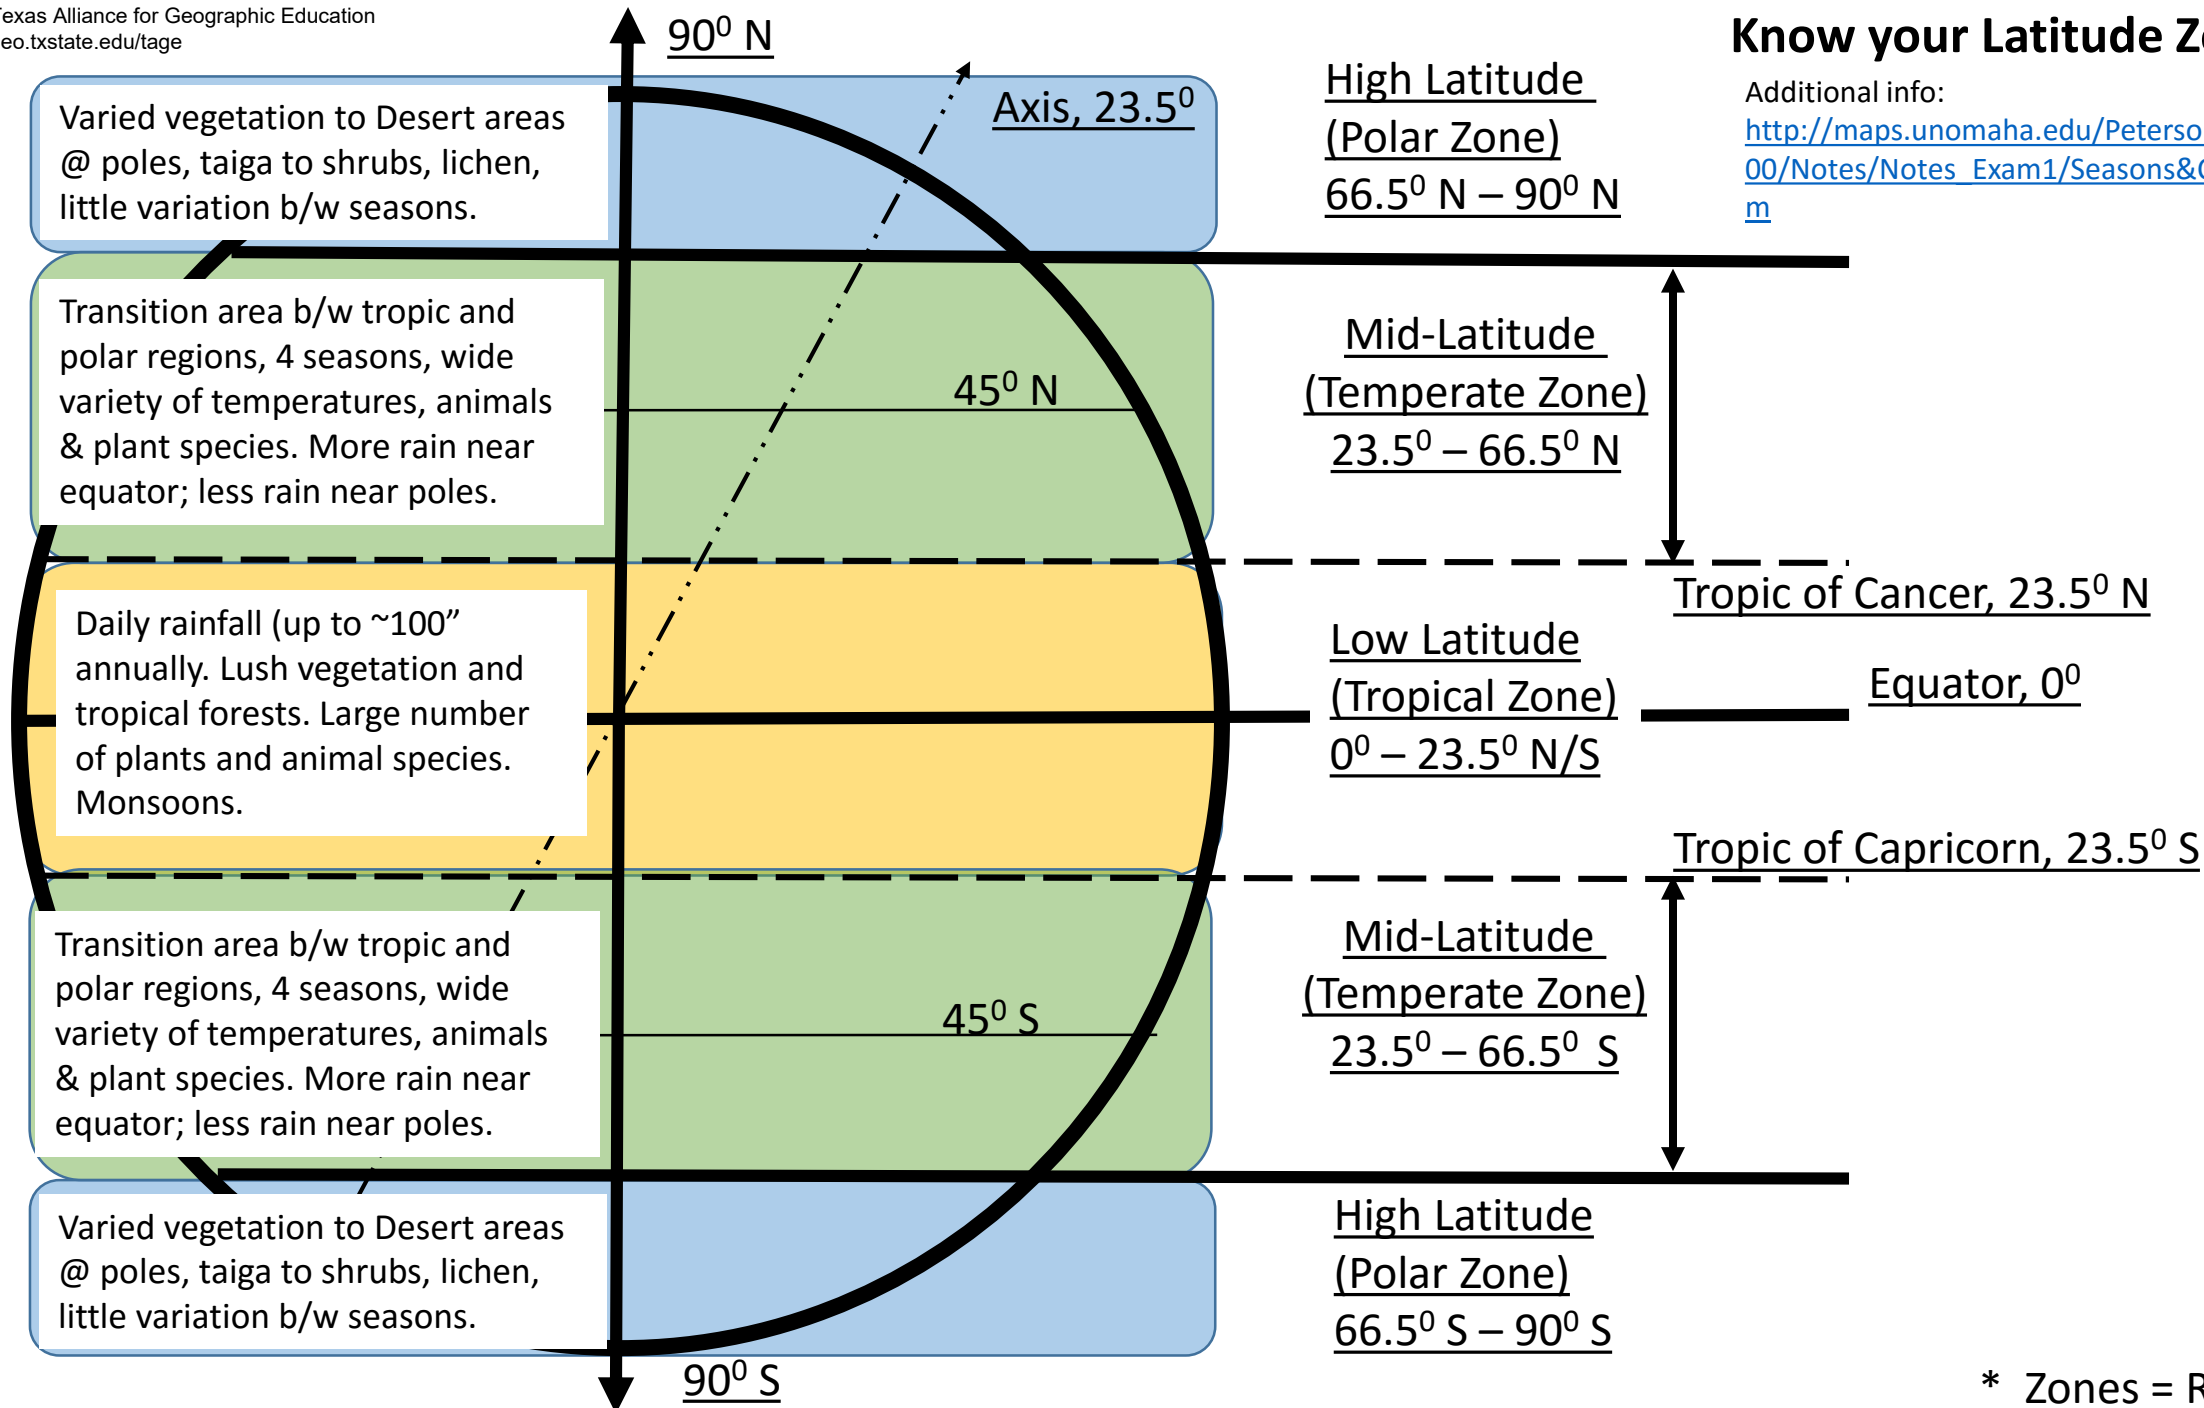 Texas Alliance for Geographic Education
eo.txstate.edu/tage
Know your Latitude Z
Additional info:
http://maps.unomaha.edu/Peterso
00/Notes/Notes_Exam1/Seasons&
m
90⁰ N
Axis, 23.5⁰
Varied vegetation to Desert areas
@ poles, taiga to shrubs, lichen,
little variation b/w seasons.
High Latitude
(Polar Zone)
66.5⁰ N – 90⁰ N
Transition area b/w tropic and
polar regions, 4 seasons, wide
variety of temperatures, animals
& plant species. More rain near
equator; less rain near poles.
45⁰ N
Mid-Latitude
(Temperate Zone)
23.5⁰ – 66.5⁰ N
Tropic of Cancer, 23.5⁰ N
Daily rainfall (up to ~100”
annually. Lush vegetation and
tropical forests. Large number
of plants and animal species.
Monsoons.
Low Latitude
(Tropical Zone)
0⁰ – 23.5⁰ N/S
Equator, 0⁰
Tropic of Capricorn, 23.5⁰ S
Transition area b/w tropic and
polar regions, 4 seasons, wide
variety of temperatures, animals
& plant species. More rain near
equator; less rain near poles.
45⁰ S
Mid-Latitude
(Temperate Zone)
23.5⁰ – 66.5⁰ S
Varied vegetation to Desert areas
@ poles, taiga to shrubs, lichen,
little variation b/w seasons.
High Latitude
(Polar Zone)
66.5⁰ S – 90⁰ S
90⁰ S
* Zones = R